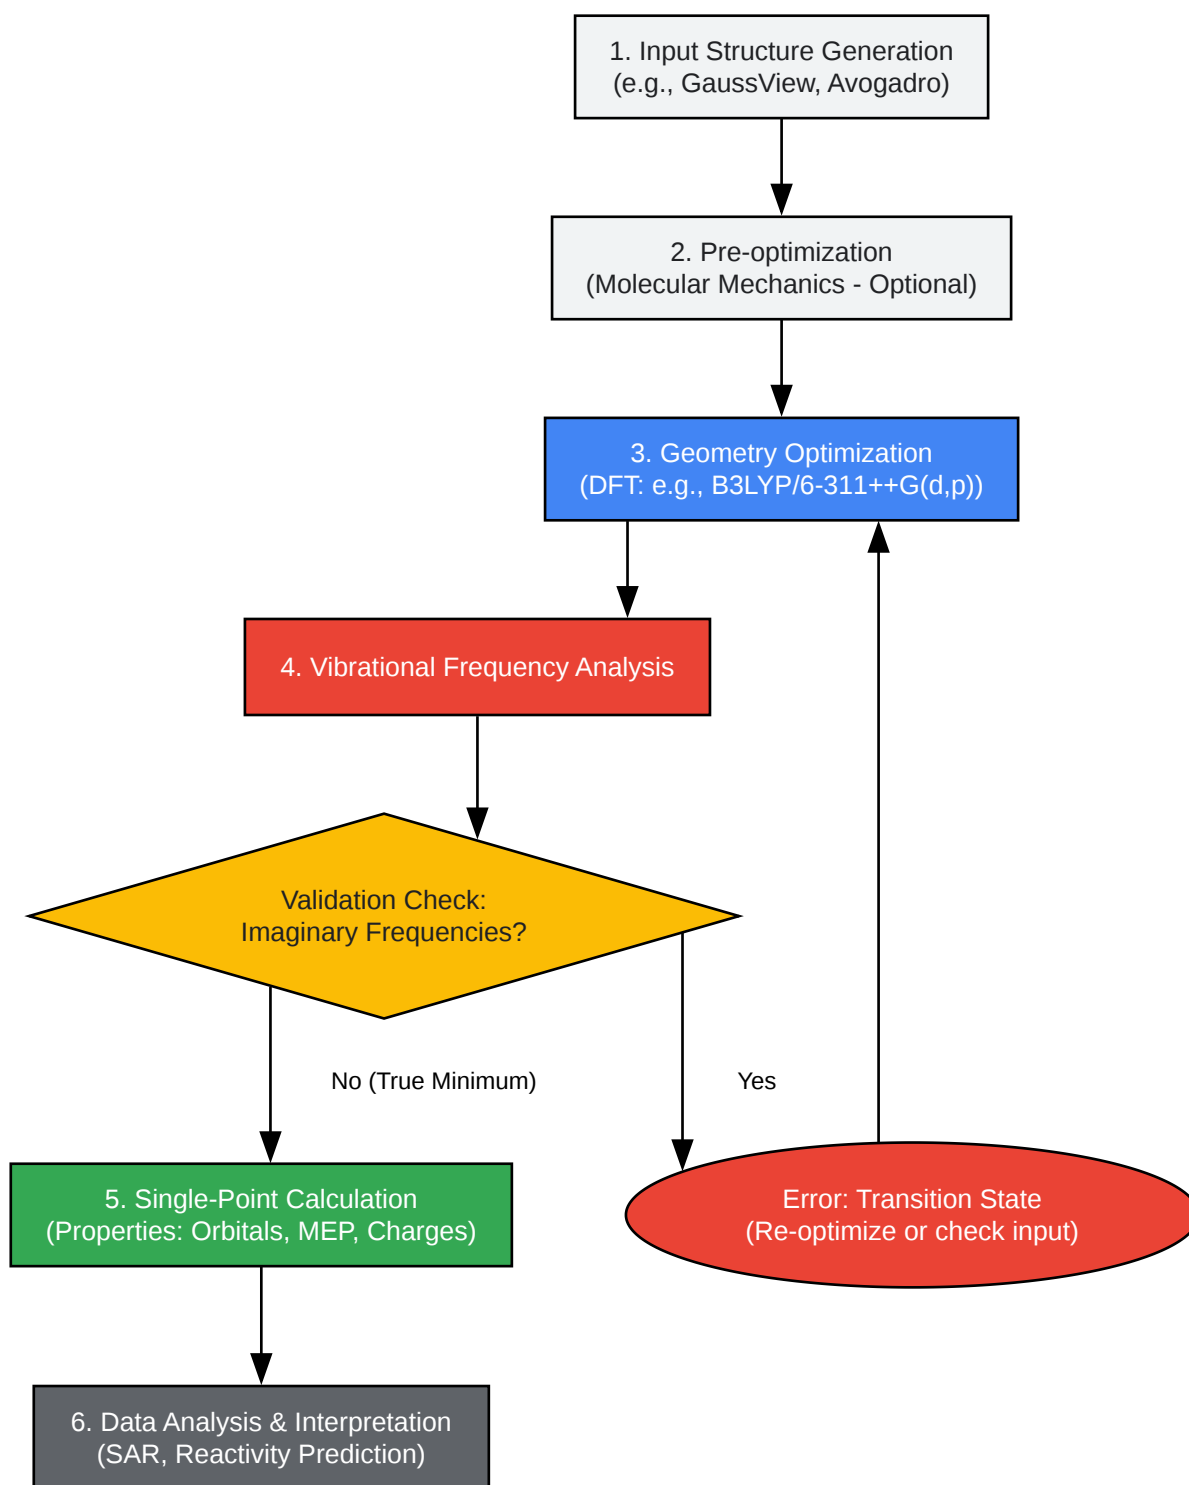 1. Input Structure Generation
(e.g., GaussView, Avogadro)
2. Pre-optimization
(Molecular Mechanics - Optional)
3. Geometry Optimization
(DFT: e.g., B3LYP/6-311++G(d,p))
4. Vibrational Frequency Analysis
Validation Check:
Imaginary Frequencies?
No (True Minimum)
Yes
5. Single-Point Calculation
(Properties: Orbitals, MEP, Charges)
Error: Transition State
(Re-optimize or check input)
6. Data Analysis & Interpretation
(SAR, Reactivity Prediction)